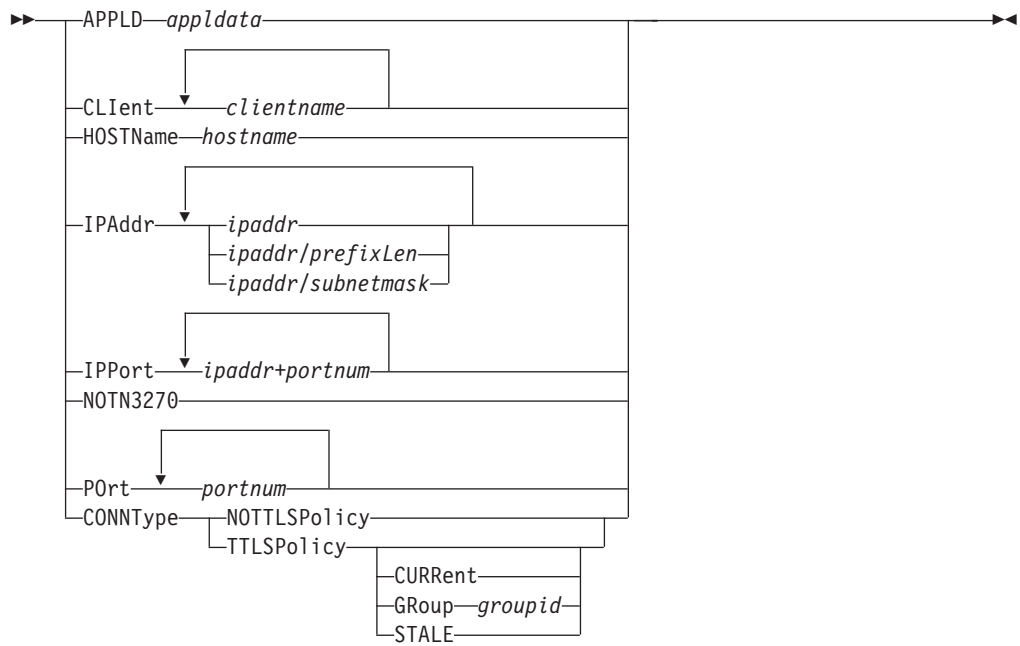 APPLD appldata
CLIent clientname
HOSTName hostname
IPAddr ipaddr
ipaddr/prefixLen
ipaddr/subnetmask
IPPort ipaddr+portnum
NOTN3270
POrt portnum
CONNType NOTTLSPolicy
TTLSPolicy
CURRent
GRoup groupid
STALE